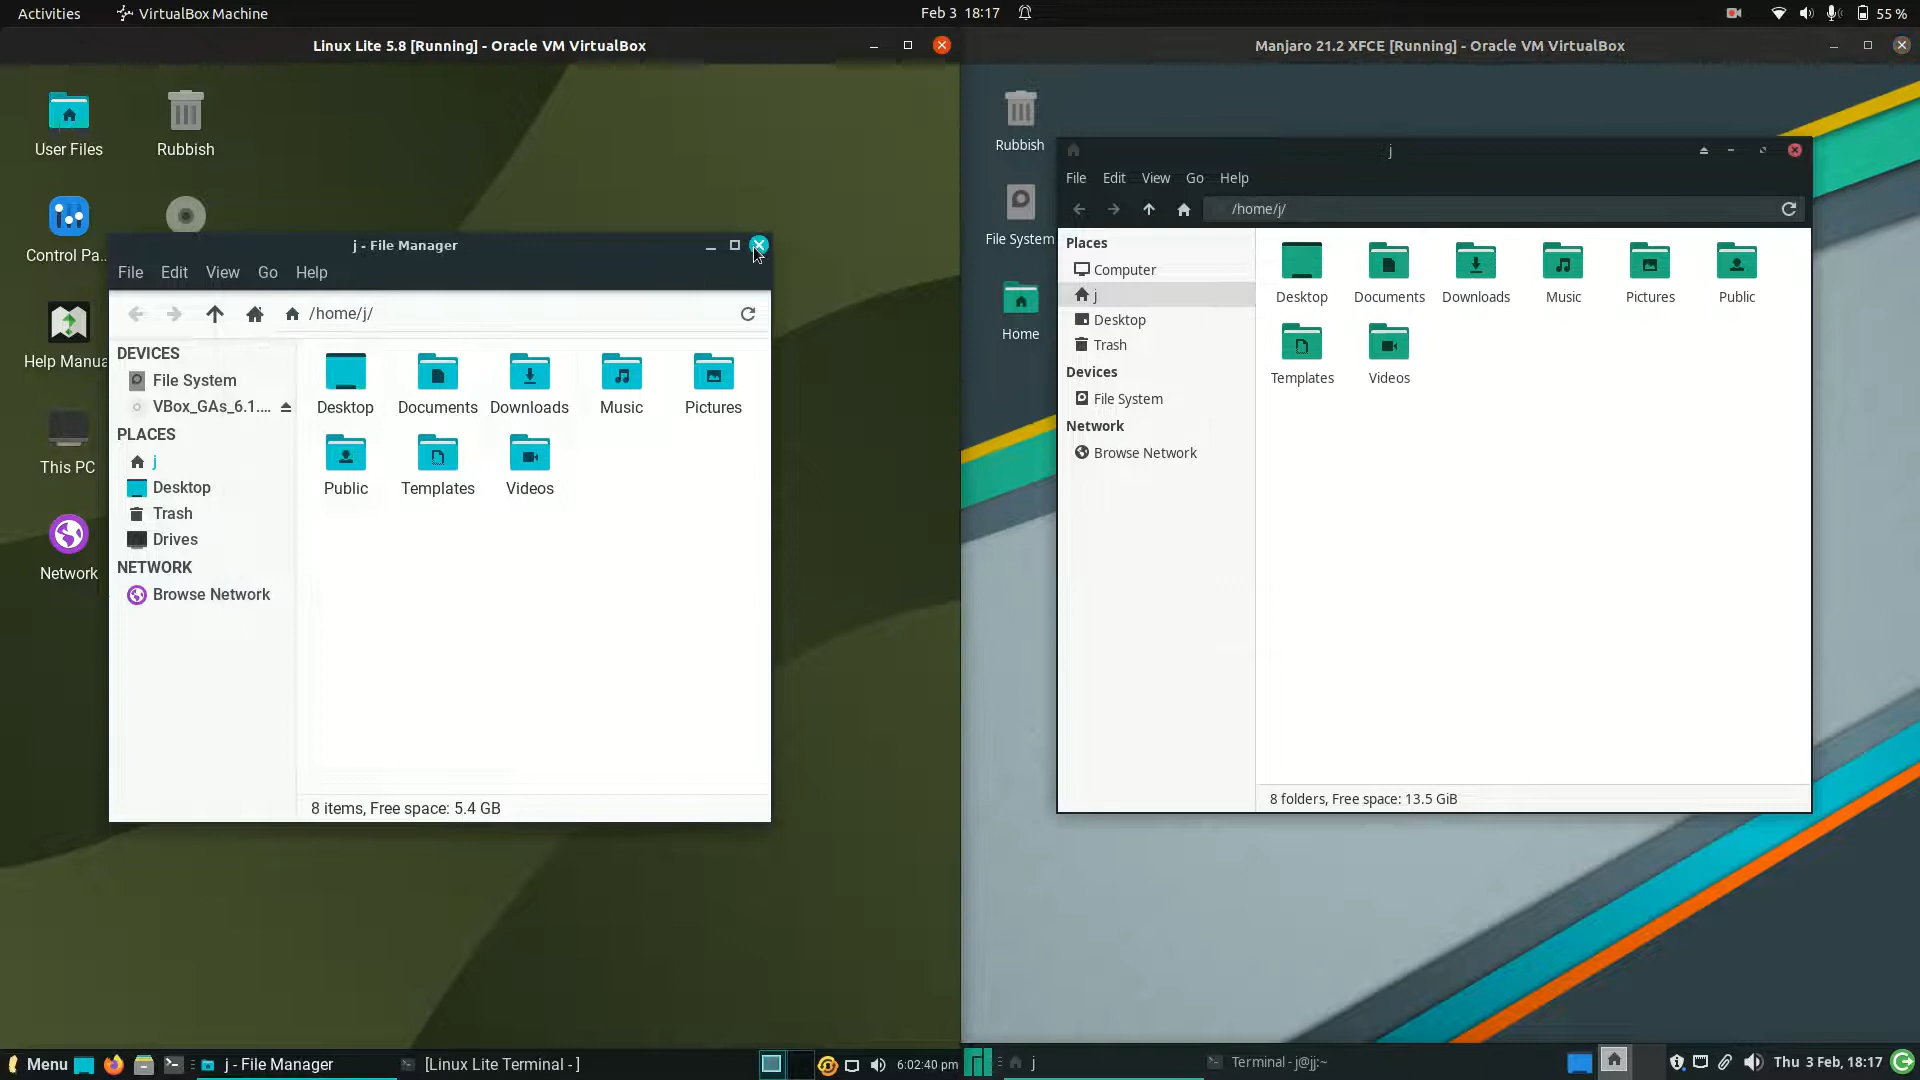 Activities
VirtualBox Machine
Feb 3 18:17
55 %
Linux Lite 5.8 [Running] - Oracle VM VirtualBox
User Files
Rubbish
Control Pa...
Help Manua
This PC
Network
j - File Manager
File Edit View Go Help
/home/j/
DEVICES
File System
VBox_GAs_6.1....
PLACES
j
Desktop
Trash
Drives
NETWORK
Browse Network
Desktop Documents Downloads Music Pictures
Public Templates Videos
8 items, Free space: 5.4 GB
Menu
j - File Manager
[Linux Lite Terminal - ]
6:02:40 pm
Manjaro 21.2 XFCE [Running] - Oracle VM VirtualBox
Rubbish
File System
Home
j
File Edit View Go Help
/home/j/
Places
Computer
j
Desktop
Trash
Devices
File System
Network
Browse Network
Desktop Documents Downloads Music Pictures Public
Templates Videos
8 folders, Free space: 13.5 GiB
j
Terminal - j@jj:~
Thu 3 Feb, 18:17